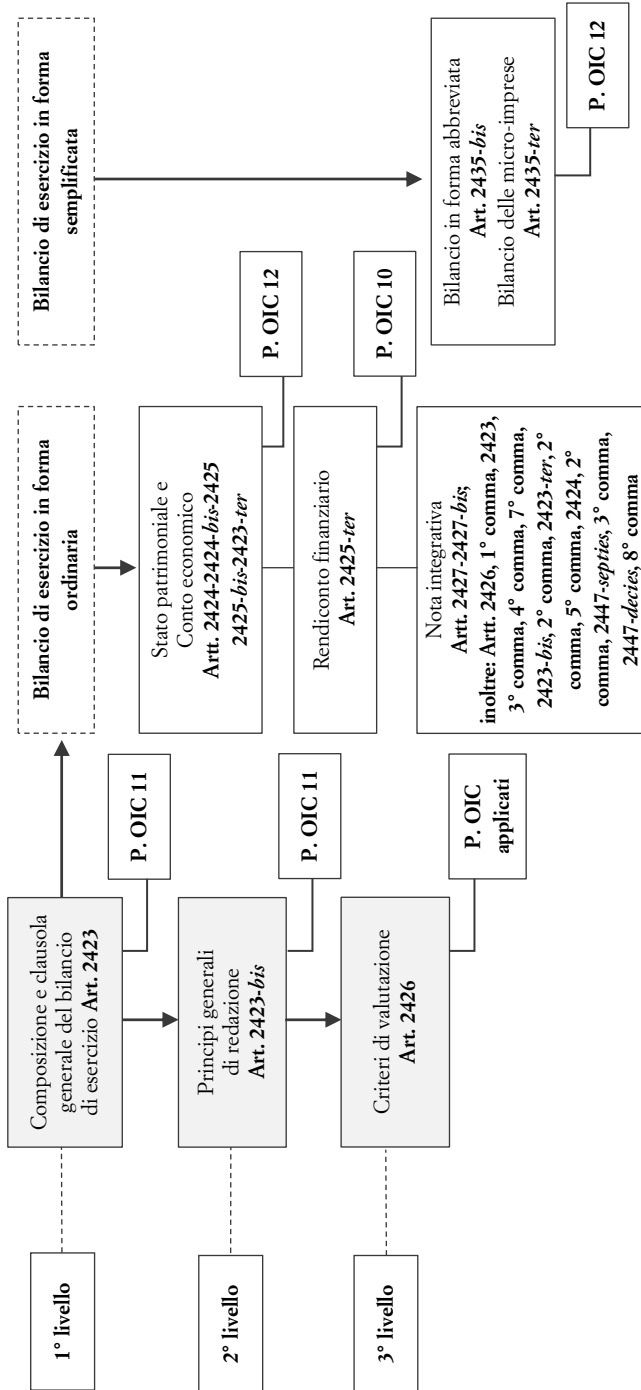 1° livello
Composizione e clausola
generale del bilancio
di esercizio Art. 2423
P. OIC 11
2° livello
Principi generali
di redazione
Art. 2423-bis
P. OIC 11
3° livello
Criteri di valutazione
Art. 2426
P. OIC
applicati
Bilancio di esercizio in forma
ordinaria
Stato patrimoniale e
Conto economico
Artt. 2424-2424-bis-2425
2425-bis-2423-ter
P. OIC 12
Rendiconto finanziario
Art. 2425-ter
P. OIC 10
Nota integrativa
Artt. 2427-2427-bis;
inoltre: Artt. 2426, 1° comma, 2423,
3° comma, 4° comma, 7° comma,
2423-bis, 2° comma, 2423-ter, 2°
comma, 5° comma, 2424, 2°
comma, 2447-septies, 3° comma,
2447-decies, 8° comma
Bilancio di esercizio in forma
semplificata
Bilancio in forma abbreviata
Art. 2435-bis
Bilancio delle micro-imprese
Art. 2435-ter
P. OIC 12